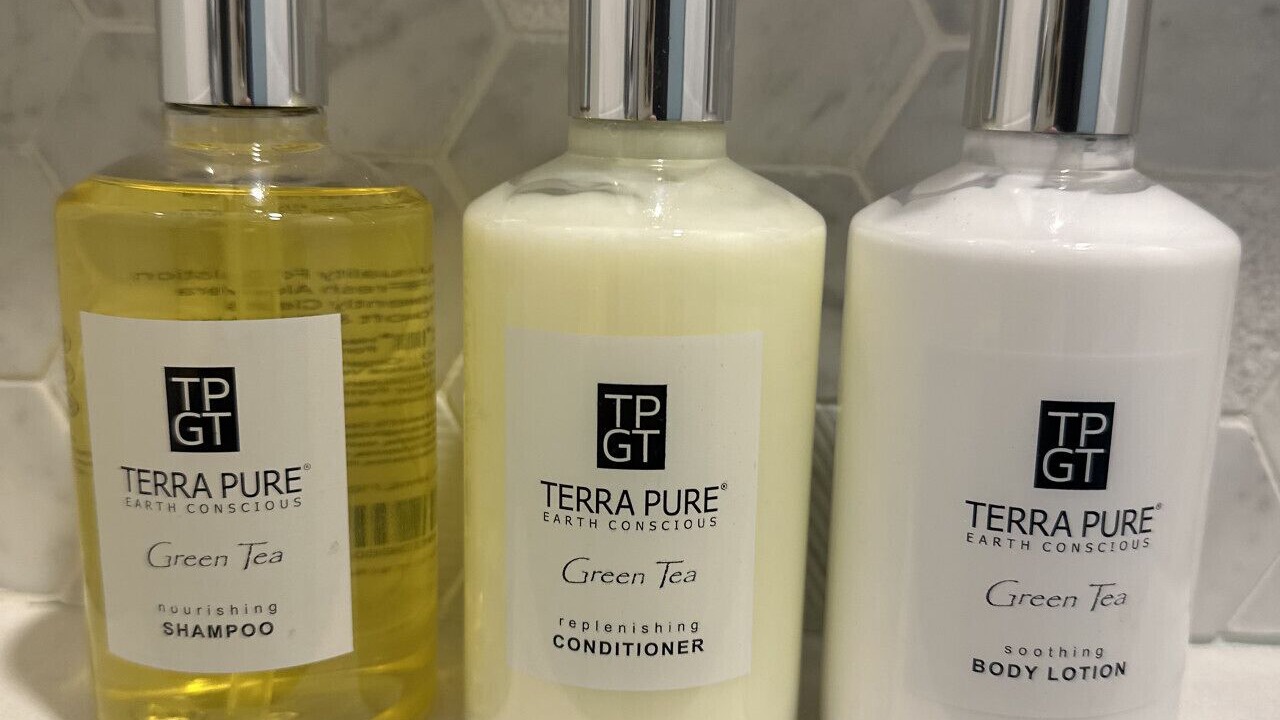 TP
GT
TERRA PURE®
EARTH CONSCIOUS
Green Tea
nourishing
SHAMPOO
TP
GT
TERRA PURE®
EARTH CONSCIOUS
Green Tea
replenishing
CONDITIONER
TP
GT
TERRA PURE®
EARTH CONSCIOUS
Green Tea
soothing
BODY LOTION